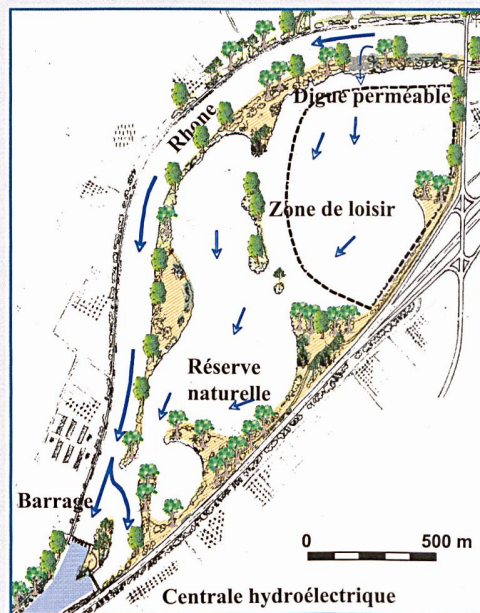 Digue perméable
Rhone
Zone de loisir
Réserve
naturelle
Barrage
0 500 m
Centrale hydroélectrique